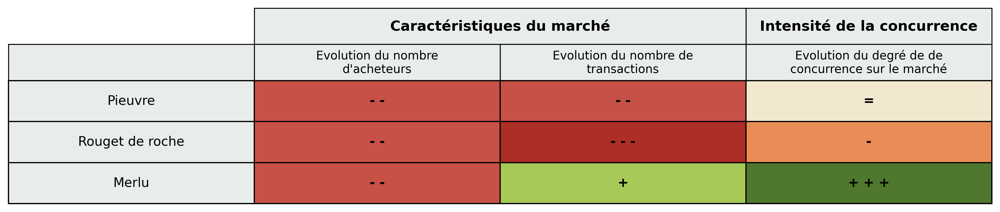 Caractéristiques du marché
Intensité de la concurrence
Evolution du nombre
d'acheteurs
Evolution du nombre de
transactions
Evolution du degré de de
concurrence sur le marché
Pieuvre
- -
- -
=
Rouget de roche
- -
- - -
-
Merlu
- -
+
+ + +